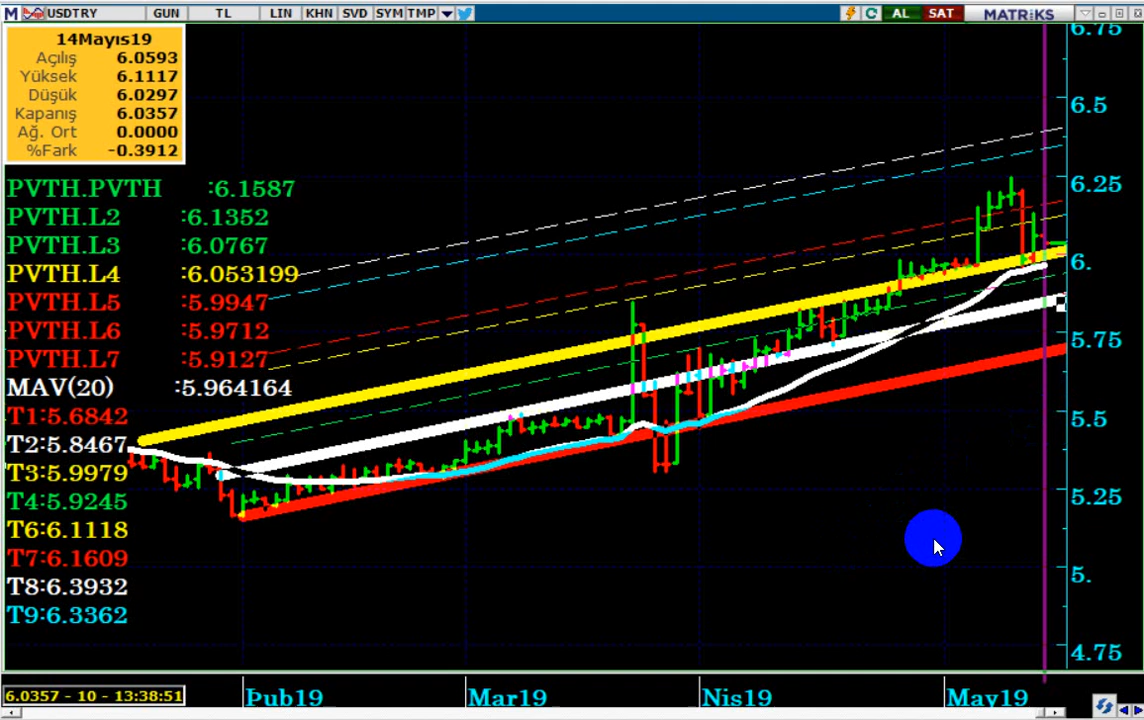 M USDTRY GUN TL LIN KHN SVD SYM TMP AL SAT MATRIKS
14Mayıs19
Açılış 6.0593
Yüksek 6.1117
Düşük 6.0297
Kapanış 6.0357
Ağ. Ort 0.0000
%Fark -0.3912
PVTH.PVTH :6.1587
PVTH.L2 :6.1352
PVTH.L3 :6.0767
PVTH.L4 :6.053199
PVTH.L5 :5.9947
PVTH.L6 :5.9712
PVTH.L7 :5.9127
MAV(20) :5.964164
T1:5.6842
T2:5.8467
T3:5.9979
T4:5.9245
T6:6.1118
T7:6.1609
T8:6.3932
T9:6.3362
6.75
6.5
6.25
6.
5.75
5.5
5.25
5.
4.75
6.0357 - 10 - 13:38:51
Þub19 Mar19 Nis19 May19